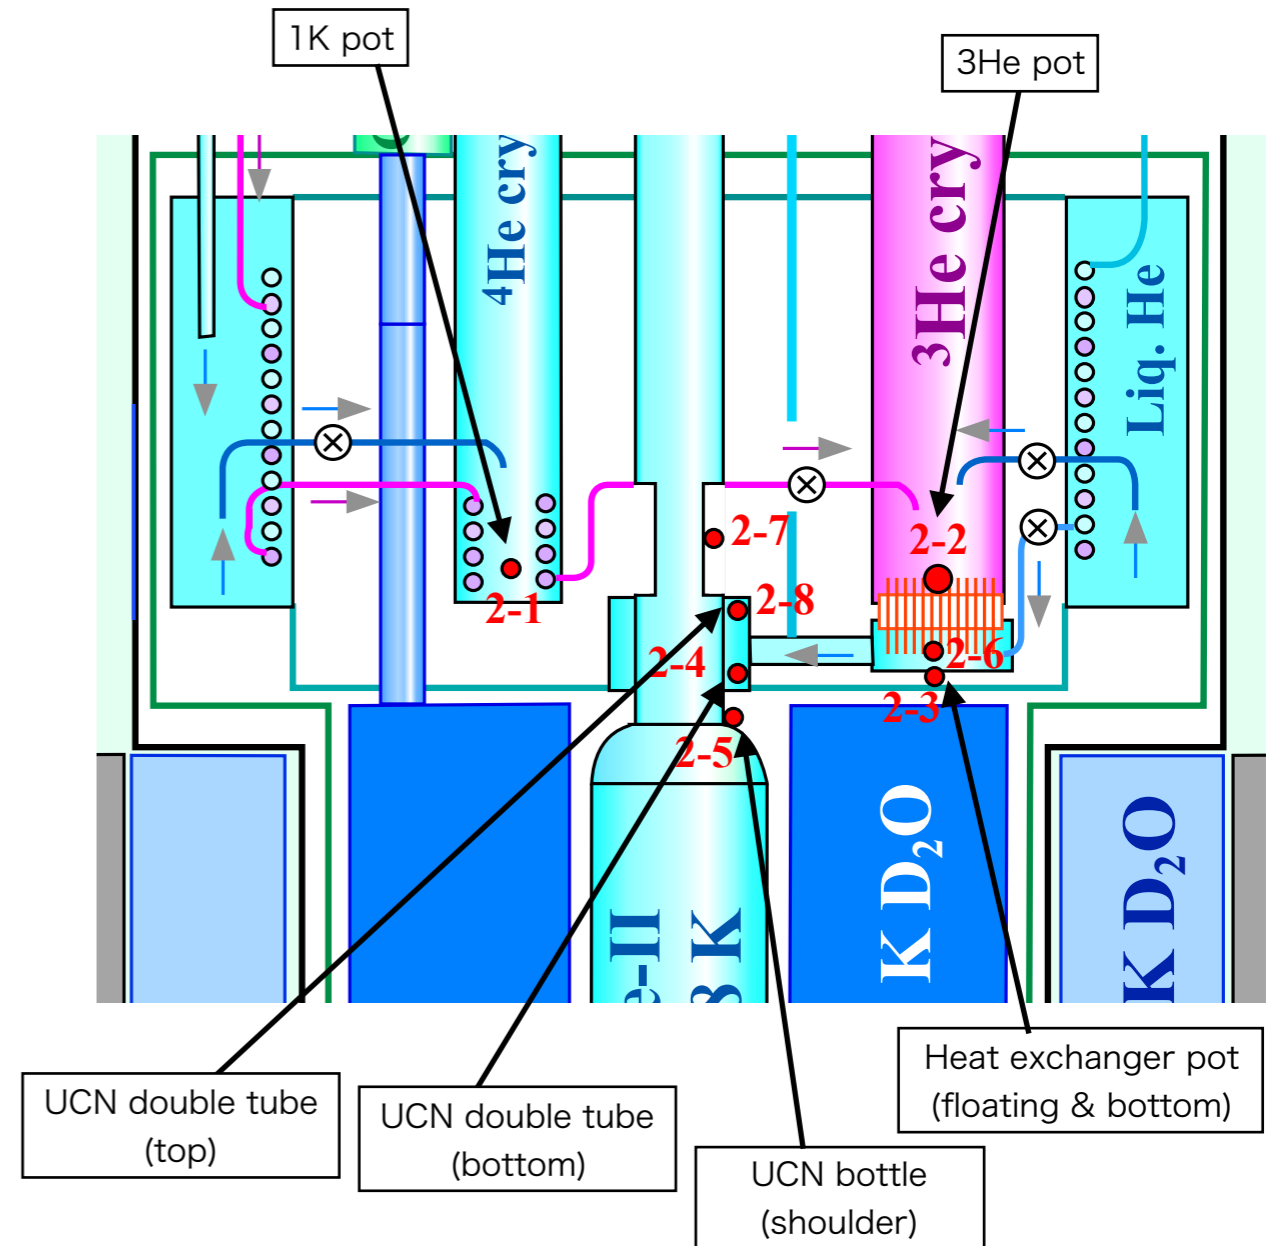 1K pot
3He pot
⁴He cry
³He cry
Liq. He
2-7
2-2
2-8
2-1
2-4
2-6
2-3
2-5
e-II
8 K
K D₂O
K D₂O
Heat exchanger pot
(floating & bottom)
UCN double tube
(top)
UCN double tube
(bottom)
UCN bottle
(shoulder)